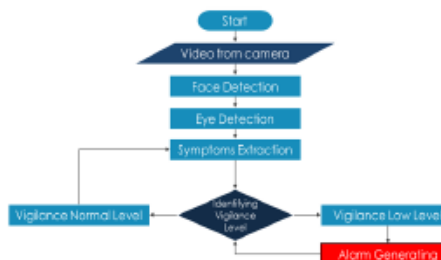 Start
Video from camera
Face Detection
Eye Detection
Symptoms Extraction
Identifying
Vigilance
Level
Vigilance Normal Level
Vigilance Low Level
Alarm Generating